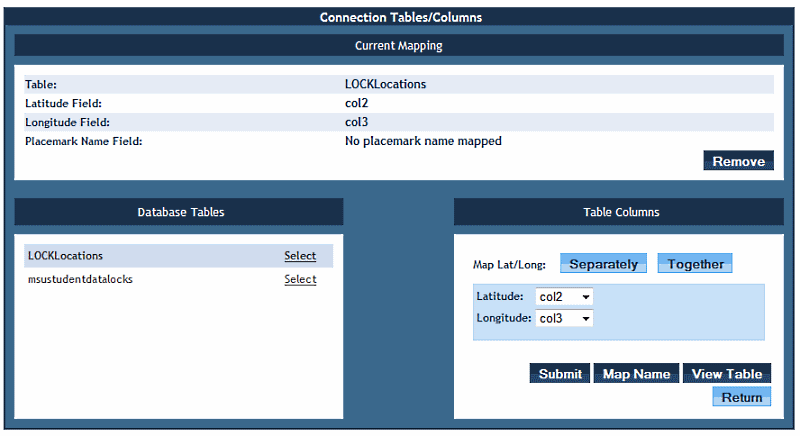 Connection Tables/Columns
Current Mapping
Table: LOCKLocations
Latitude Field: col2
Longitude Field: col3
Placemark Name Field: No placemark name mapped
Remove
Database Tables
LOCKLocations Select
msustudentdatalocks Select
Table Columns
Map Lat/Long: Separately Together
Latitude: col2
Longitude: col3
Submit Map Name View Table
Return